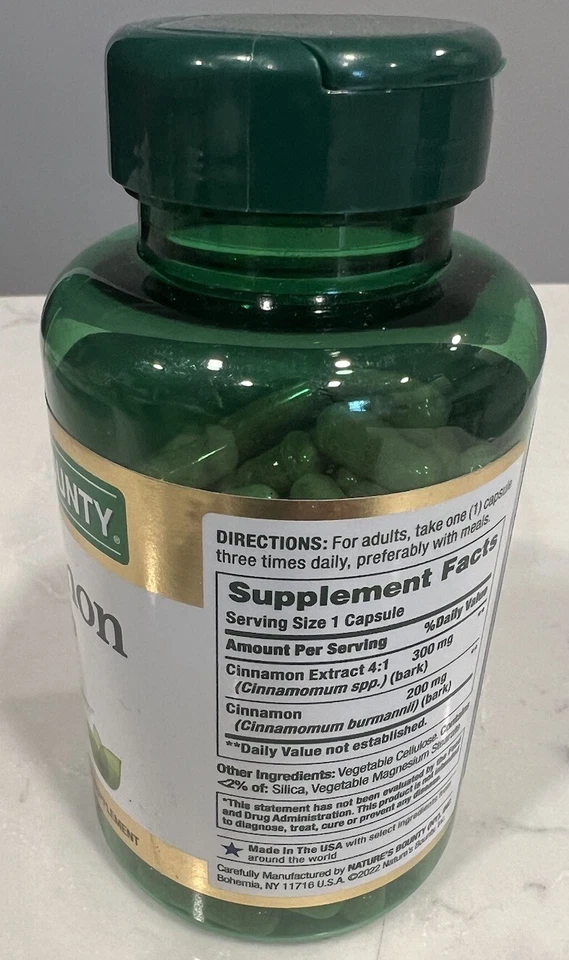 UNTY®
non
PLEMENT
DIRECTIONS: For adults, take one (1) capsule
three times daily, preferably with meals.
Supplement Facts
Serving Size 1 Capsule
Amount Per Serving %Daily Value
Cinnamon Extract 4:1 300 mg **
(Cinnamomum spp.) (bark)
Cinnamon 200 mg **
(Cinnamomum burmannii) (bark)
**Daily Value not established.
Other Ingredients: Vegetable Cellulose. Contains
<2% of: Silica, Vegetable Magnesium Stearate.
*This statement has not been evaluated by the Food
and Drug Administration. This product is not intended
to diagnose, treat, cure or prevent any disease.
Made In The USA with select ingredients from
around the world
Carefully Manufactured by NATURE'S BOUNTY
Bohemia, NY 11716 U.S.A. ©2022 Nature's Bounty